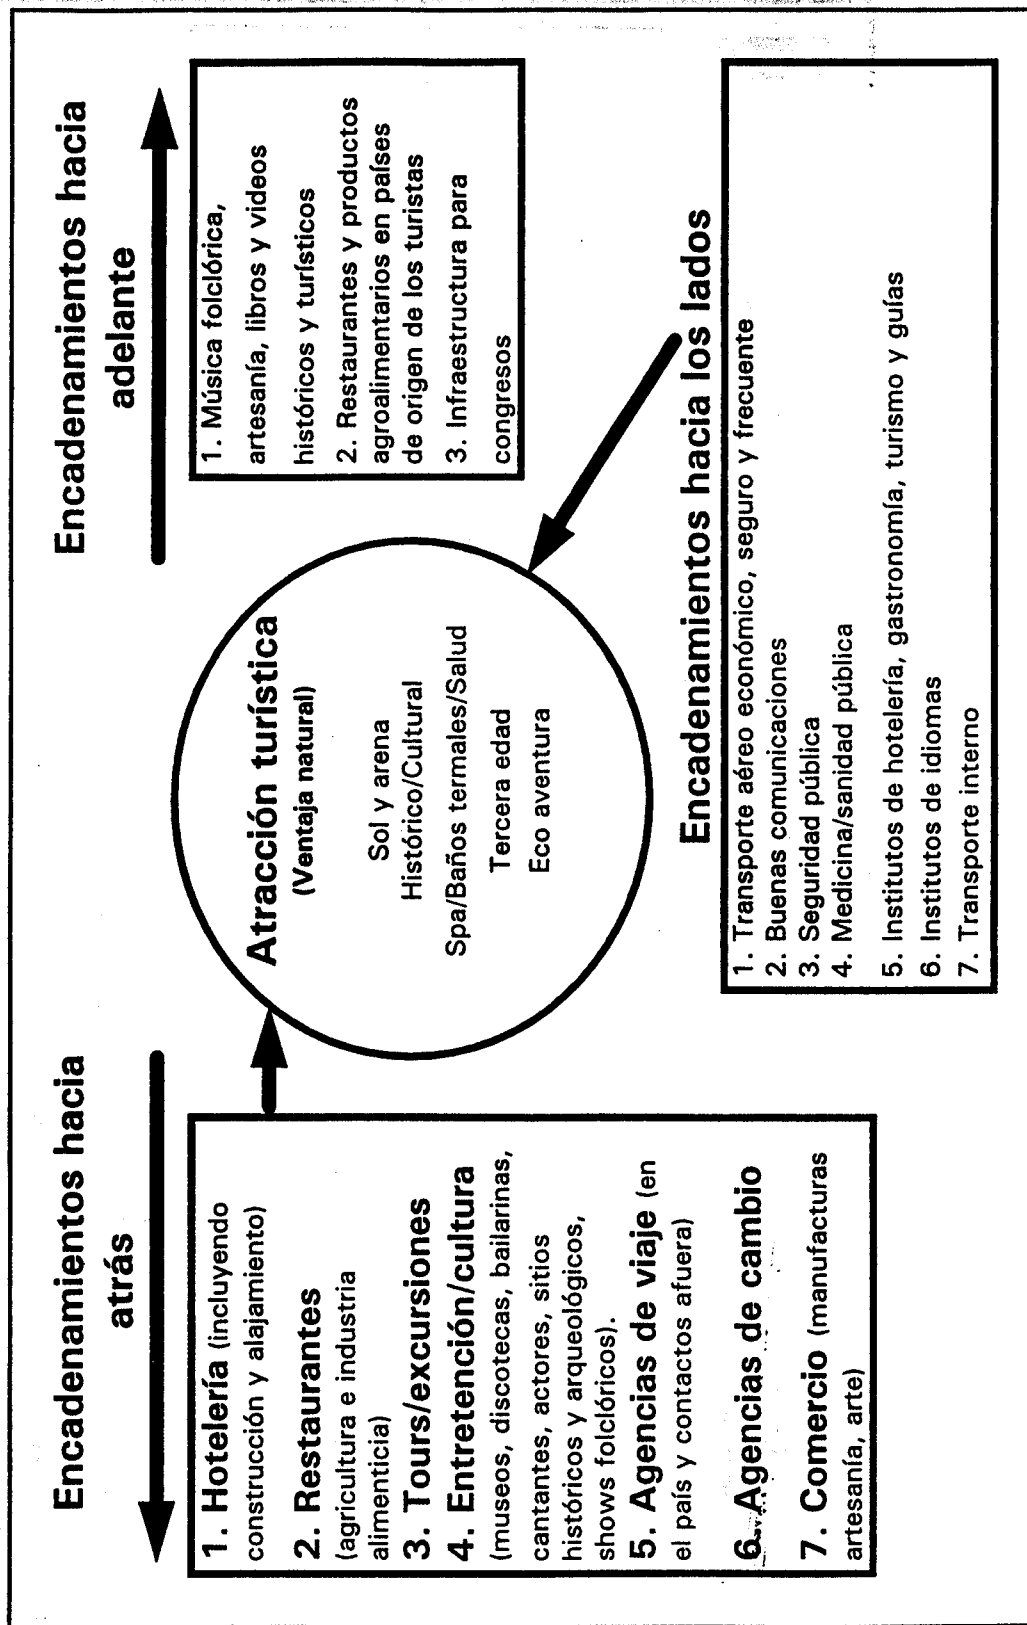 Encadenamientos hacia
atrás
1. Hotelería (incluyendo
construcción y alajamiento)
2. Restaurantes
(agricultura e industria
alimenticia)
3. Tours/excursiones
4. Entretención/cultura
(museos, discotecas, bailarinas,
cantantes, actores, sitios
históricos y arqueológicos,
shows folclóricos).
5. Agencias de viaje (en
el país y contactos afuera)
6. Agencias de cambio
7. Comercio (manufacturas
artesanía, arte)
Atracción turística
(Ventaja natural)
Sol y arena
Histórico/Cultural
Spa/Baños termales/Salud
Tercera edad
Eco aventura
Encadenamientos hacia
adelante
1. Música folclórica,
artesanía, libros y videos
históricos y turísticos
2. Restaurantes y productos
agroalimentarios en países
de origen de los turistas
3. Infraestructura para
congresos
Encadenamientos hacia los lados
1. Transporte aéreo económico, seguro y frecuente
2. Buenas comunicaciones
3. Seguridad pública
4. Medicina/sanidad pública
5. Institutos de hotelería, gastronomía, turismo y guías
6. Institutos de idiomas
7. Transporte interno